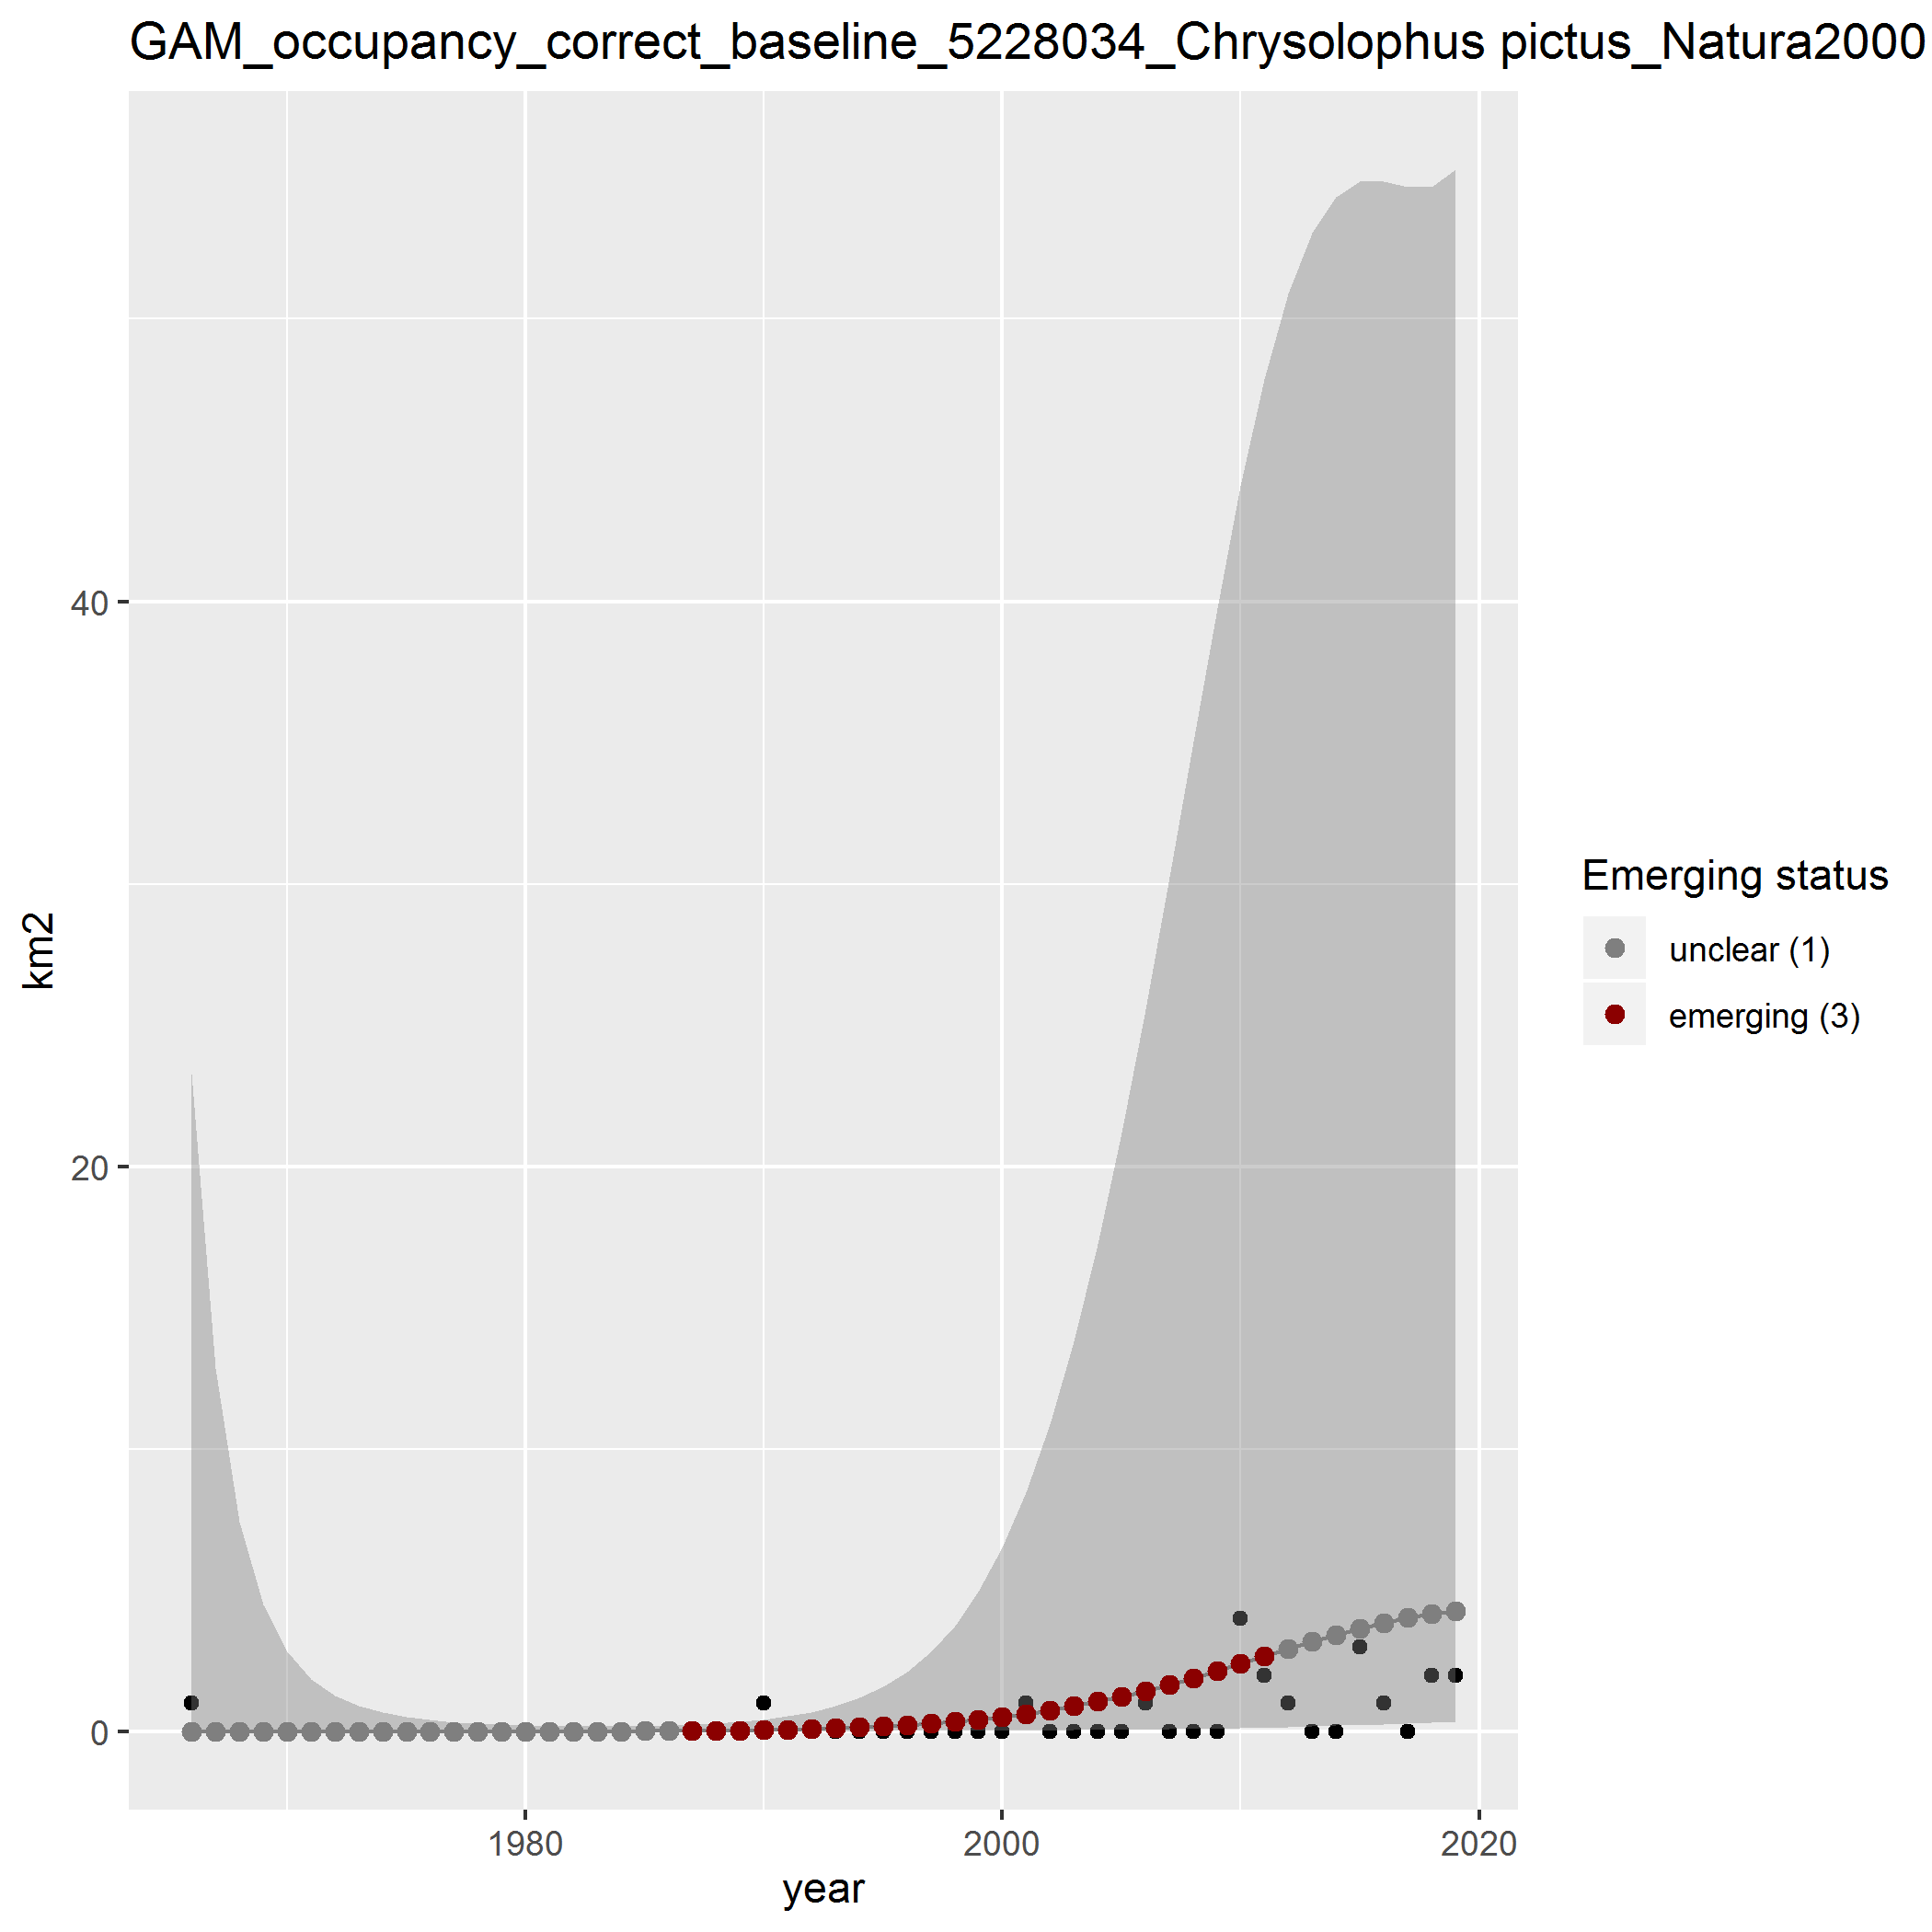 GAM_occupancy_correct_baseline_5228034_Chrysolophus pictus_Natura2000
km2
40
20
0
1980
2000
2020
year
Emerging status
unclear (1)
emerging (3)